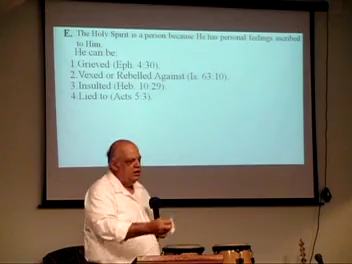 E. The Holy Spirit is a person because He has personal feelings ascribed
to Him.
He can be:
1.Grieved (Eph. 4:30).
2.Vexed or Rebelled Against (Is. 63:10).
3.Insulted (Heb. 10:29).
4.Lied to (Acts 5:3).